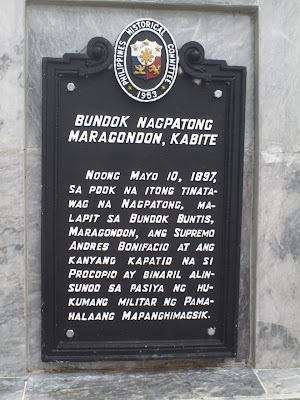 PHILIPPINES HISTORICAL COMMITTEE
1953
BUNDOK NAGPATONG
MARAGONDON, KABITE
NOONG MAYO 10, 1897,
SA POOK NA ITONG TINATA-
WAG NA NAGPATONG, MA-
LAPIT SA BUNDOK BUNTIS,
MARAGONDON, ANG SUPREMO
ANDRES BONIFACIO AT ANG
KANYANG KAPATID NA SI
PROCOPIO AY BINARIL ALIN-
SUNOD SA PASIYA NG HU-
KUMANG MILITAR NG PAMA-
HALAANG MAPANGHIMAGSIK.